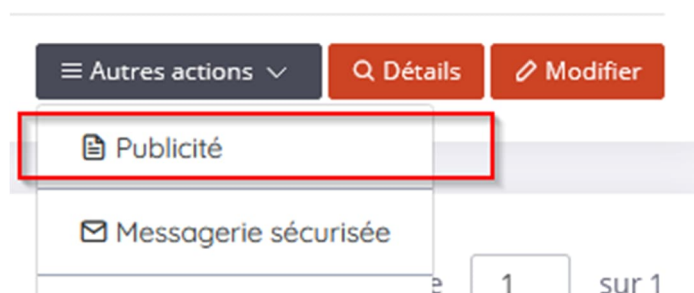 Autres actions Détails Modifier
Publicité
Messagerie sécurisée
e 1 sur 1